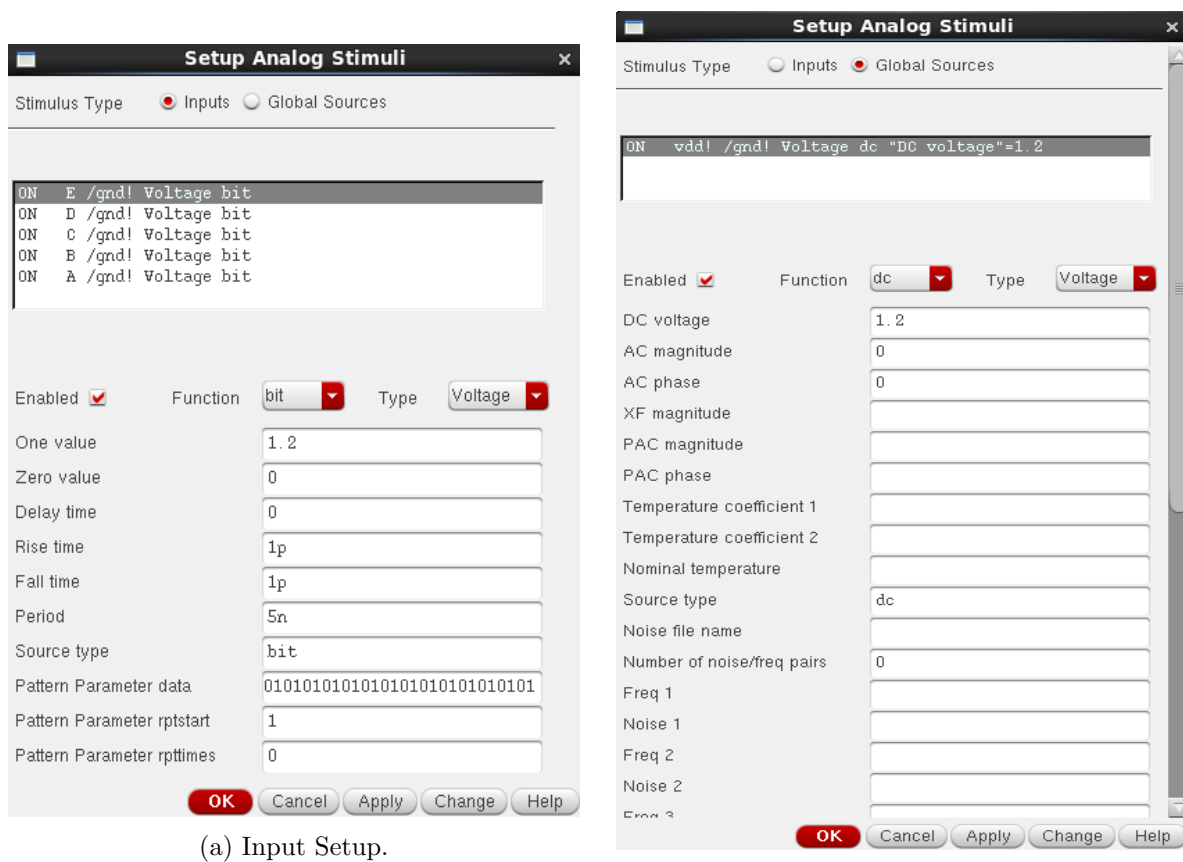 Setup Analog Stimuli ×
Stimulus Type Inputs Global Sources
ON E /gnd! Voltage bit
ON D /gnd! Voltage bit
ON C /gnd! Voltage bit
ON B /gnd! Voltage bit
ON A /gnd! Voltage bit
Enabled Function bit Type Voltage
One value 1.2
Zero value 0
Delay time 0
Rise time 1p
Fall time 1p
Period 5n
Source type bit
Pattern Parameter data 01010101010101010101010101
Pattern Parameter rptstart 1
Pattern Parameter rpttimes 0
OK Cancel Apply Change Help
(a) Input Setup.
Setup Analog Stimuli ×
Stimulus Type Inputs Global Sources
ON vdd! /gnd! Voltage dc "DC voltage"=1.2
Enabled Function dc Type Voltage
DC voltage 1.2
AC magnitude 0
AC phase 0
XF magnitude
PAC magnitude
PAC phase
Temperature coefficient 1
Temperature coefficient 2
Nominal temperature
Source type dc
Noise file name
Number of noise/freq pairs 0
Freq 1
Noise 1
Freq 2
Noise 2
Freq 3
OK Cancel Apply Change Help